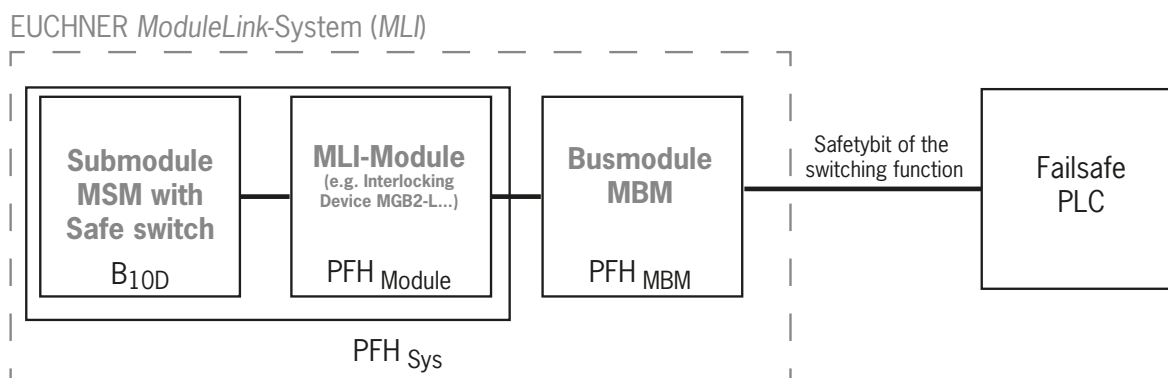 EUCHNER ModuleLink-System (MLI)
Submodule
MSM with
Safe switch
B10D
MLI-Module
(e.g. Interlocking
Device MGB2-L...)
PFH Module
Busmodule
MBM
PFH MBM
PFH Sys
Safetybit of the
switching function
Failsafe
PLC